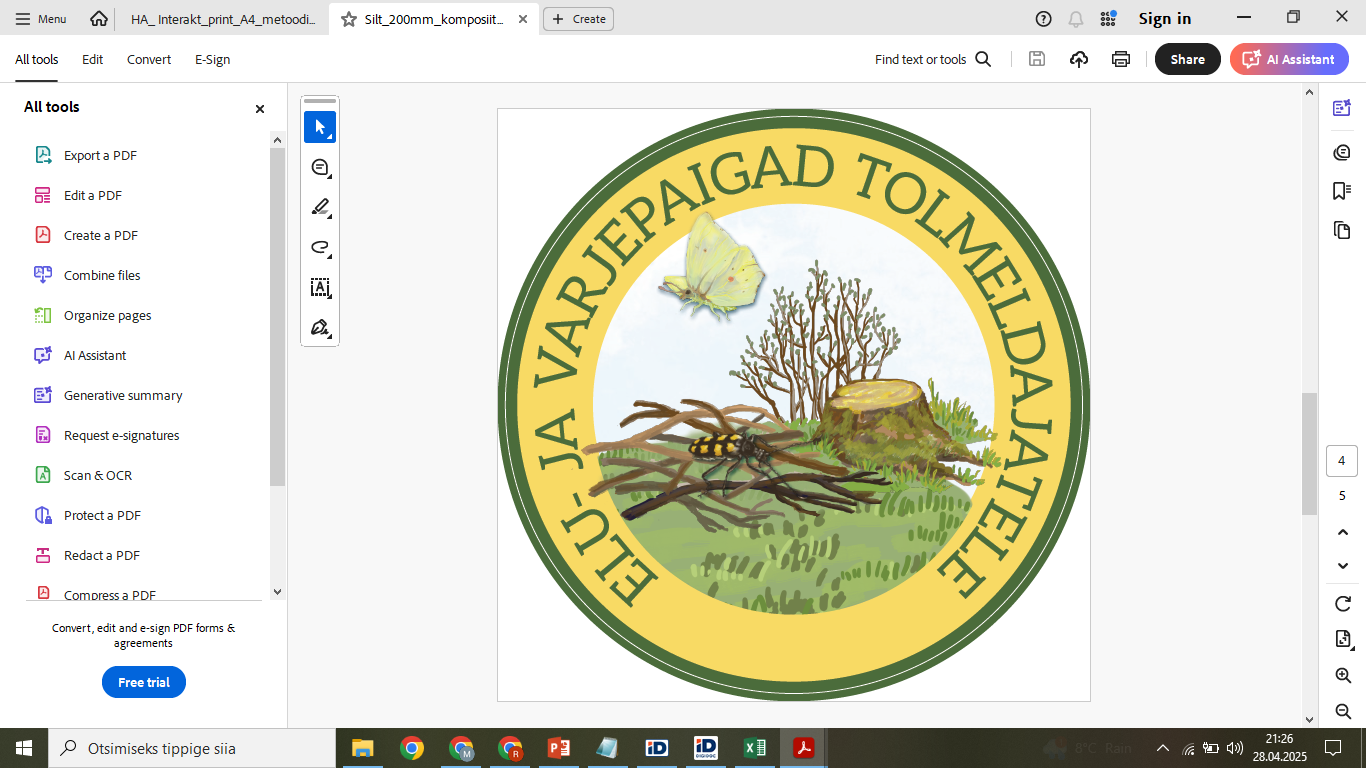 Menu
HA_ Interakt_print_A4_metoodi...
Silt_200mm_komposiit...
Create
Sign in
All tools
Edit
Convert
E-Sign
Find text or tools
Share
AI Assistant
All tools
Export a PDF
Edit a PDF
Create a PDF
Combine files
Organize pages
AI Assistant
Generative summary
Request e-signatures
Scan & OCR
Protect a PDF
Redact a PDF
Compress a PDF
Convert, edit and e-sign PDF forms &
agreements
Free trial
ELU- JA VARJEPAIGAD TOLMELDAJATELE
4
5
Otsimiseks tippige siia
8°C Rain
21:26
28.04.2025